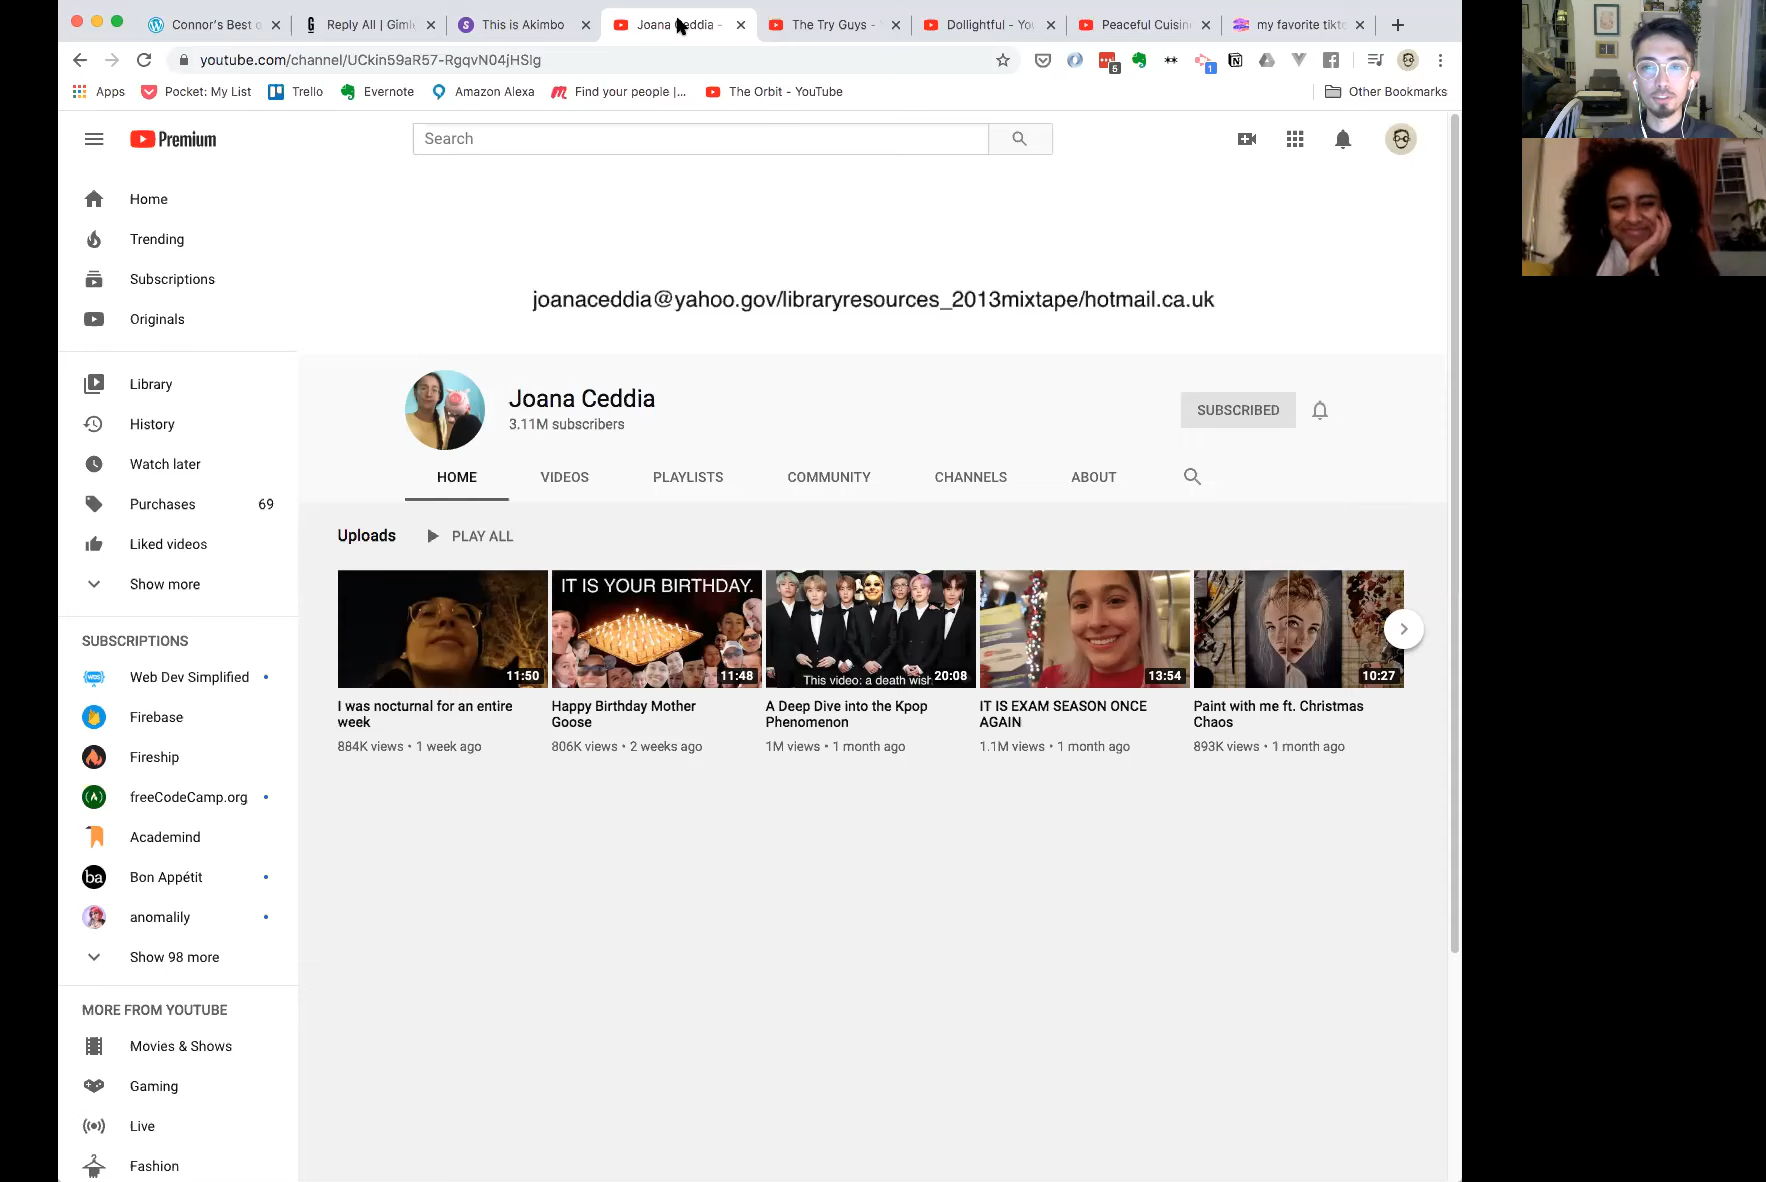 Connor's Best o
Reply All | Giml
This is Akimbo
Joana Ceddia -
The Try Guys -
Dollightful - You
Peaceful Cuisin
my favorite tikto
youtube.com/channel/UCkin59aR57-RgqvN04jHSlg
5
1
Apps
Pocket: My List
Trello
Evernote
Amazon Alexa
Find your people |...
The Orbit - YouTube
Other Bookmarks
Premium
Search
Home
Trending
Subscriptions
Originals
Library
History
Watch later
Purchases 69
Liked videos
Show more
SUBSCRIPTIONS
Web Dev Simplified
Firebase
Fireship
freeCodeCamp.org
Academind
ba Bon Appétit
anomalily
Show 98 more
MORE FROM YOUTUBE
Movies & Shows
Gaming
Live
Fashion
joanaceddia@yahoo.gov/libraryresources_2013mixtape/hotmail.ca.uk
Joana Ceddia
3.11M subscribers
SUBSCRIBED
HOME VIDEOS PLAYLISTS COMMUNITY CHANNELS ABOUT
Uploads PLAY ALL
11:50
I was nocturnal for an entire
week
884K views • 1 week ago
IT IS YOUR BIRTHDAY.
11:48
Happy Birthday Mother
Goose
806K views • 2 weeks ago
This video: a death wish
20:08
A Deep Dive into the Kpop
Phenomenon
1M views • 1 month ago
13:54
IT IS EXAM SEASON ONCE
AGAIN
1.1M views • 1 month ago
10:27
Paint with me ft. Christmas
Chaos
893K views • 1 month ago